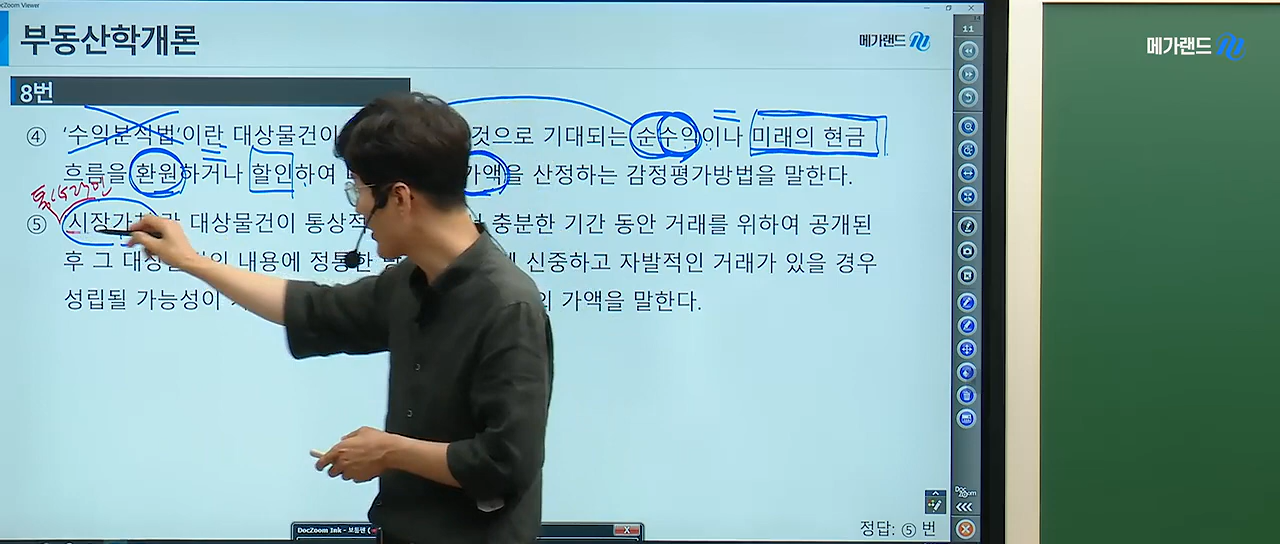 DocZoom Viewer
부동산학개론
메가랜드
메가랜드
11
8번
④ '수익분석법'이란 대상물건이 것으로 기대되는 순수익이나 미래의 현금
흐름을 환원하거나 할인하여 가액을 산정하는 감정평가방법을 말한다.
⑤ 시장가치란 대상물건이 통상적 충분한 기간 동안 거래를 위하여 공개된
후 그 대상물건의 내용에 정통한 신중하고 자발적인 거래가 있을 경우
성립될 가능성이 가액을 말한다.
DocZoom
DocZoom Ink - 보통펜
정답: ⑤ 번